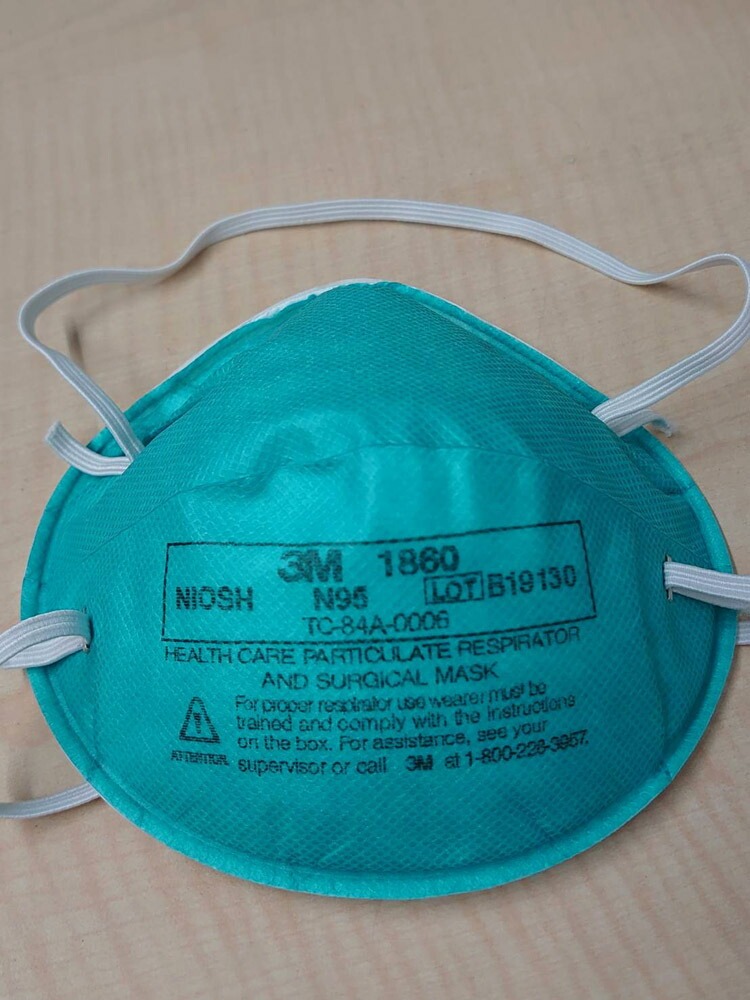 3M 1860
NIOSH N95 LOT B19130
TC-84A-0006
HEALTH CARE PARTICULATE RESPIRATOR
AND SURGICAL MASK
For proper respirator use wearer must be
trained and comply with the instructions
on the box. For assistance, see your
ATTENTION supervisor or call 3M at 1-800-228-3957.